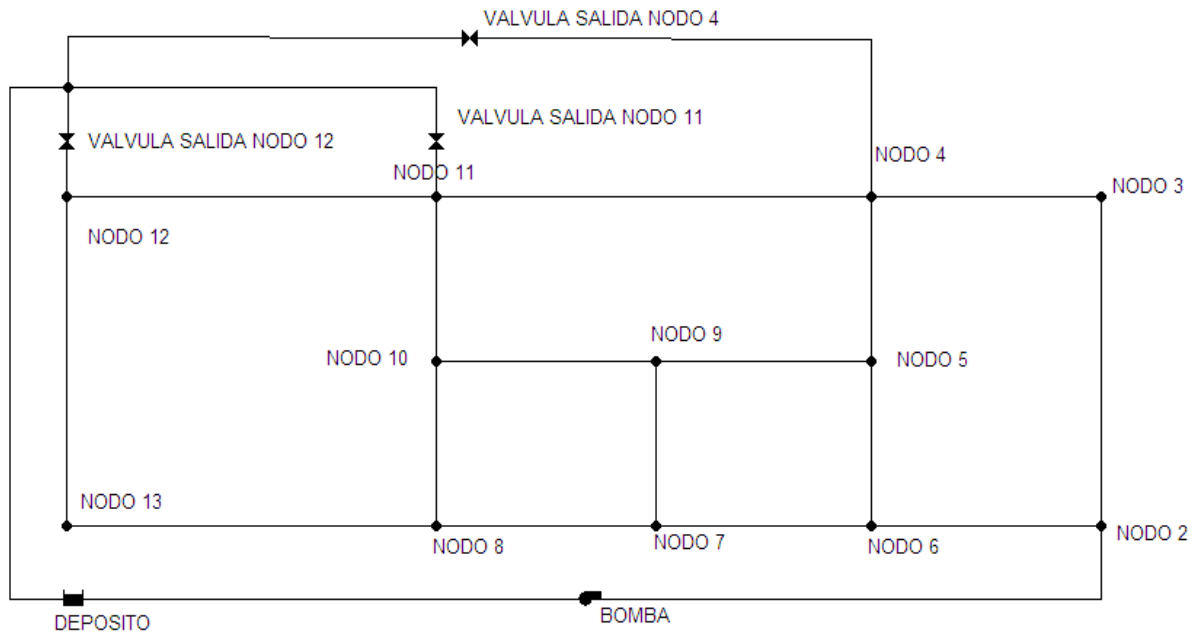 VALVULA SALIDA NODO 4
VALVULA SALIDA NODO 11
VALVULA SALIDA NODO 12
NODO 4
NODO 11
NODO 3
NODO 12
NODO 9
NODO 10
NODO 5
NODO 13
NODO 2
NODO 8
NODO 7
NODO 6
BOMBA
DEPOSITO